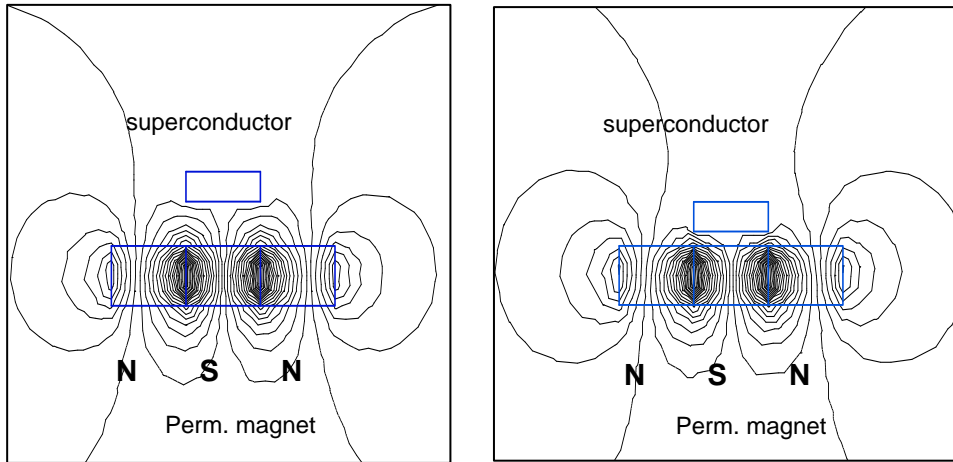 superconductor
N S N
Perm. magnet
superconductor
N S N
Perm. magnet